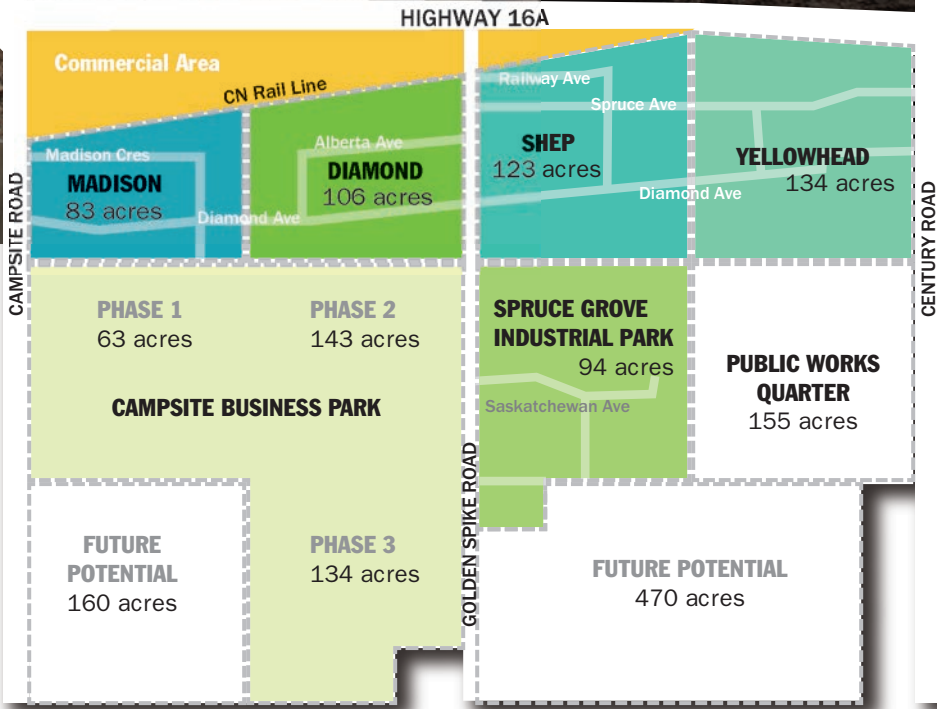 HIGHWAY 16A
Commercial Area
CN Rail Line
Railway Ave
Spruce Ave
Alberta Ave
Madison Cres
MADISON
83 acres
DIAMOND
106 acres
SHEP
123 acres
YELLOWHEAD
134 acres
Diamond Ave
Diamond Ave
CAMPSITE ROAD
CENTURY ROAD
PHASE 1
63 acres
PHASE 2
143 acres
CAMPSITE BUSINESS PARK
SPRUCE GROVE
INDUSTRIAL PARK
94 acres
Saskatchewan Ave
PUBLIC WORKS
QUARTER
155 acres
GOLDEN SPIKE ROAD
FUTURE
POTENTIAL
160 acres
PHASE 3
134 acres
FUTURE POTENTIAL
470 acres